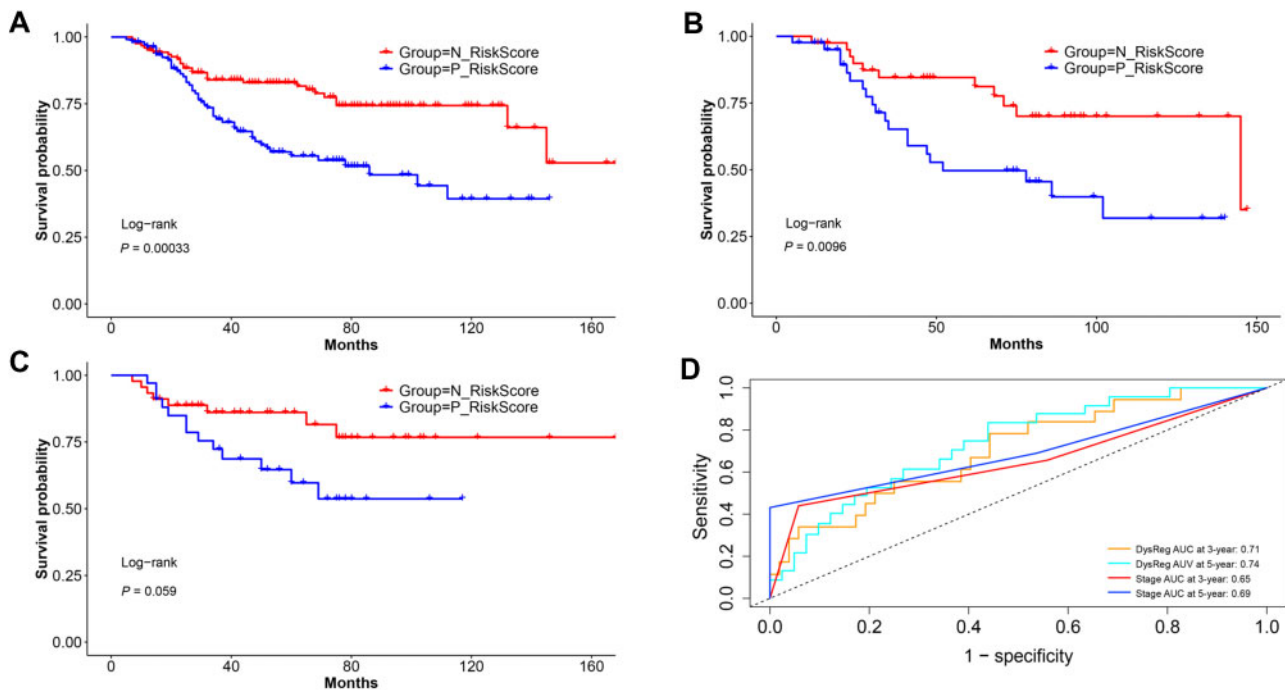 A
1.00
0.75
0.50
0.25
0.00
Survival probability
Group=N_RiskScore
Group=P_RiskScore
Log-rank
P = 0.00033
0
40
80
120
160
Months
B
1.00
0.75
0.50
0.25
0.00
Survival probability
Group=N_RiskScore
Group=P_RiskScore
Log-rank
P = 0.0096
0
50
100
150
Months
C
1.00
0.75
0.50
0.25
0.00
Survival probability
Group=N_RiskScore
Group=P_RiskScore
Log-rank
P = 0.059
0
40
80
120
160
Months
D
1.0
0.8
0.6
0.4
0.2
0.0
Sensitivity
DysReg AUC at 3-year: 0.71
DysReg AUV at 5-year: 0.74
Stage AUC at 3-year: 0.65
Stage AUC at 5-year: 0.69
0.0
0.2
0.4
0.6
0.8
1.0
1 − specificity